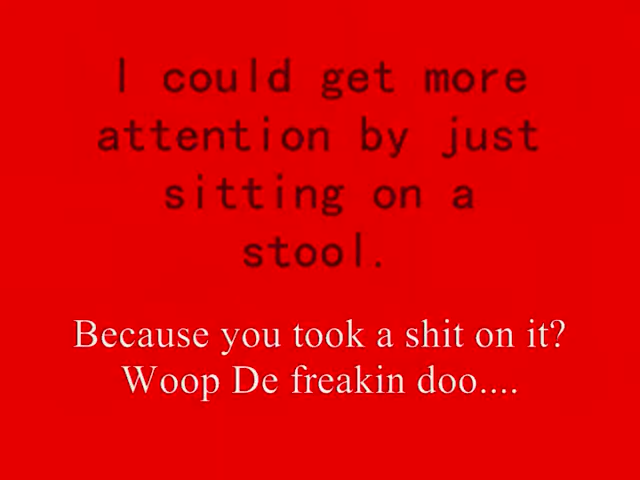 I could get more
attention by just
sitting on a
stool.
Because you took a shit on it?
Woop De freakin doo....